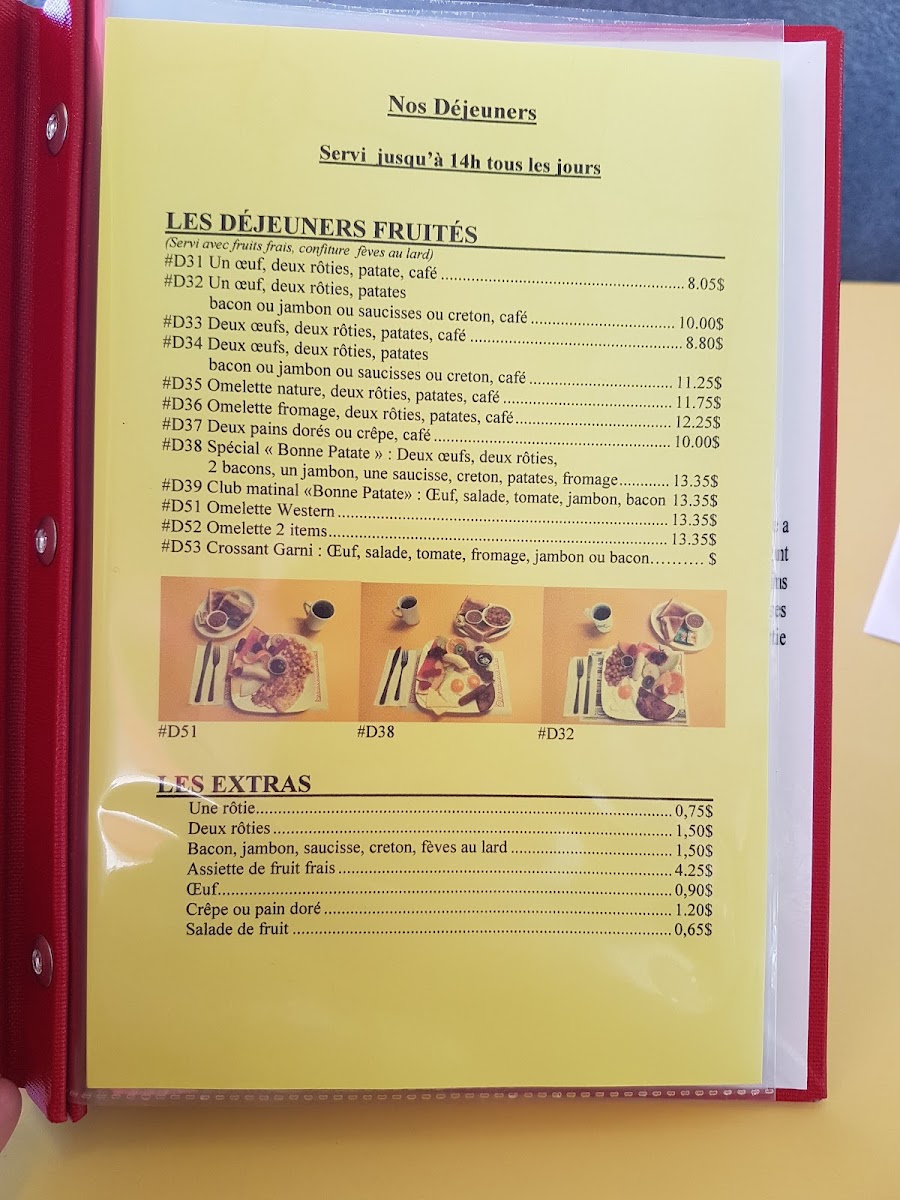 Nos Déjeuners
Servi jusqu'à 14h tous les jours
LES DÉJEUNERS FRUITÉS
(Servi avec fruits frais, confiture fèves au lard)
#D31 Un œuf, deux rôties, patate, café ........ 8.05$
#D32 Un œuf, deux rôties, patates
bacon ou jambon ou saucisses ou creton, café ........ 10.00$
#D33 Deux œufs, deux rôties, patates, café ........ 8.80$
#D34 Deux œufs, deux rôties, patates
bacon ou jambon ou saucisses ou creton, café ........ 11.25$
#D35 Omelette nature, deux rôties, patates, café ........ 11.75$
#D36 Omelette fromage, deux rôties, patates, café ........ 12.25$
#D37 Deux pains dorés ou crêpe, café ........ 10.00$
#D38 Spécial « Bonne Patate » : Deux œufs, deux rôties,
2 bacons, un jambon, une saucisse, creton, patates, fromage ........ 13.35$
#D39 Club matinal «Bonne Patate» : Œuf, salade, tomate, jambon, bacon 13.35$
#D51 Omelette Western ........ 13.35$
#D52 Omelette 2 items ........ 13.35$
#D53 Crossant Garni : Œuf, salade, tomate, fromage, jambon ou bacon.......... $
#D51 #D38 #D32
LES EXTRAS
Une rôtie ........ 0,75$
Deux rôties ........ 1,50$
Bacon, jambon, saucisse, creton, fèves au lard ........ 1,50$
Assiette de fruit frais ........ 4.25$
Œuf ........ 0,90$
Crêpe ou pain doré ........ 1.20$
Salade de fruit ........ 0,65$